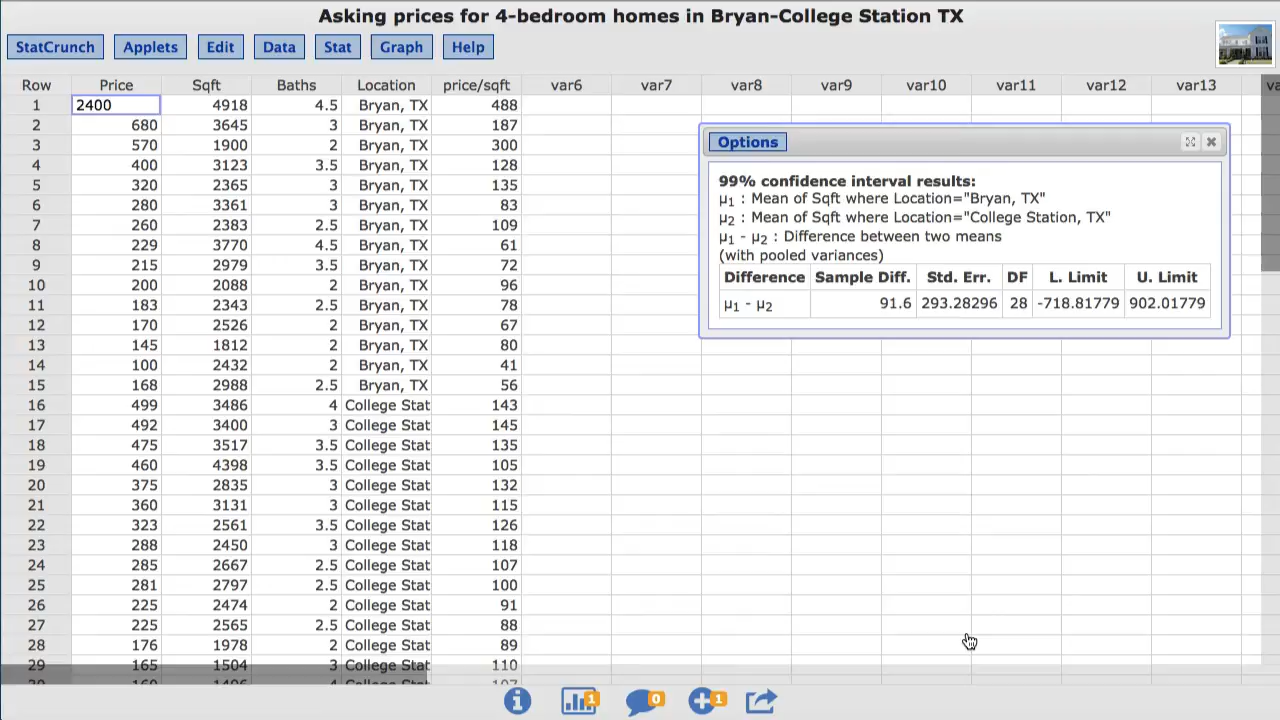 Asking prices for 4-bedroom homes in Bryan-College Station TX
StatCrunch Applets Edit Data Stat Graph Help
Row Price Sqft Baths Location price/sqft var6 var7 var8 var9 var10 var11 var12 var13 va
1 2400 4918 4.5 Bryan, TX 488
2 680 3645 3 Bryan, TX 187
3 570 1900 2 Bryan, TX 300
4 400 3123 3.5 Bryan, TX 128
5 320 2365 3 Bryan, TX 135
6 280 3361 3 Bryan, TX 83
7 260 2383 2.5 Bryan, TX 109
8 229 3770 4.5 Bryan, TX 61
9 215 2979 3.5 Bryan, TX 72
10 200 2088 2 Bryan, TX 96
11 183 2343 2.5 Bryan, TX 78
12 170 2526 2 Bryan, TX 67
13 145 1812 2 Bryan, TX 80
14 100 2432 2 Bryan, TX 41
15 168 2988 2.5 Bryan, TX 56
16 499 3486 4 College Stat 143
17 492 3400 3 College Stat 145
18 475 3517 3.5 College Stat 135
19 460 4398 3.5 College Stat 105
20 375 2835 3 College Stat 132
21 360 3131 3 College Stat 115
22 323 2561 3.5 College Stat 126
23 288 2450 3 College Stat 118
24 285 2667 2.5 College Stat 107
25 281 2797 2.5 College Stat 100
26 225 2474 2 College Stat 91
27 225 2565 2.5 College Stat 88
28 176 1978 2 College Stat 89
29 165 1504 3 College Stat 110
Options
99% confidence interval results:
μ1 : Mean of Sqft where Location="Bryan, TX"
μ2 : Mean of Sqft where Location="College Station, TX"
μ1 - μ2 : Difference between two means
(with pooled variances)
Difference Sample Diff. Std. Err. DF L. Limit U. Limit
μ1 - μ2 91.6 293.28296 28 -718.81779 902.01779
1 0 1